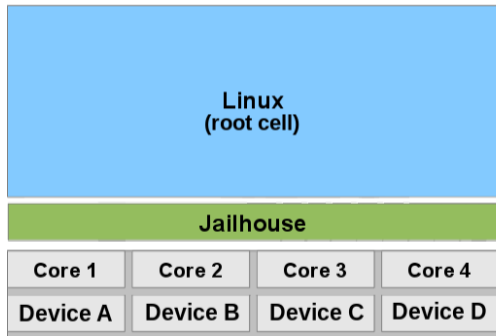 Linux
(root cell)
Jailhouse
Core 1 Core 2 Core 3 Core 4
Device A Device B Device C Device D